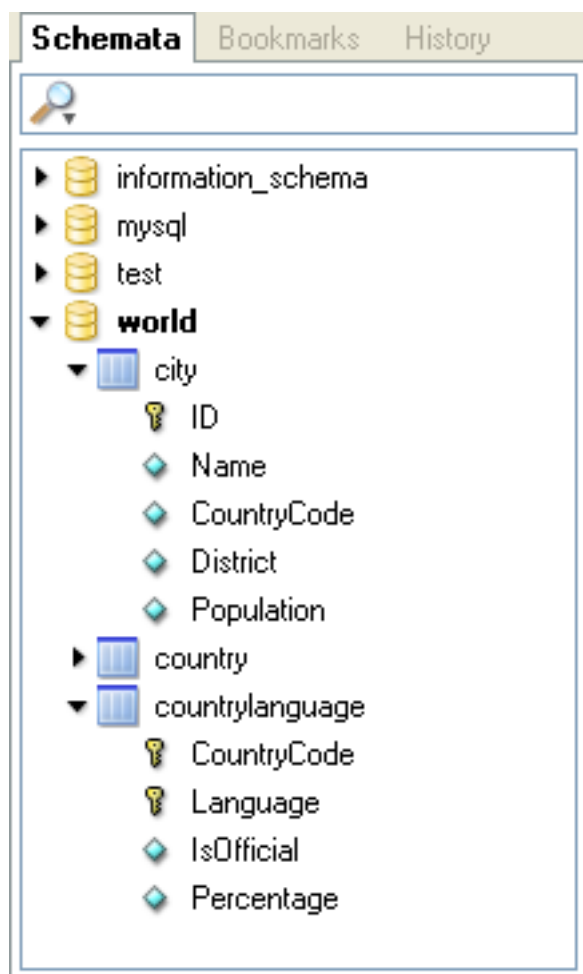 Schemata Bookmarks History
information_schema
mysql
test
world
city
ID
Name
CountryCode
District
Population
country
countrylanguage
CountryCode
Language
IsOfficial
Percentage